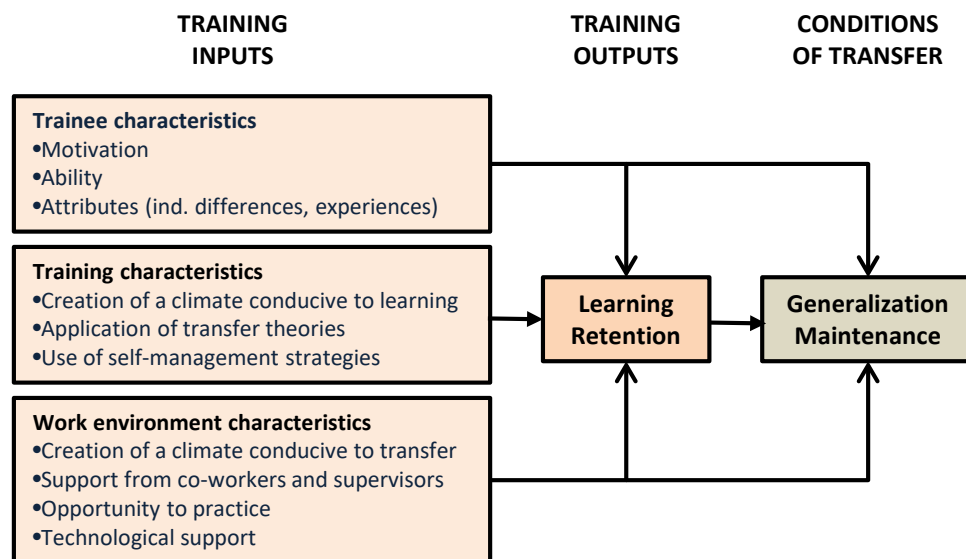 TRAINING
INPUTS
TRAINING
OUTPUTS
CONDITIONS
OF TRANSFER
Trainee characteristics
•Motivation
•Ability
•Attributes (ind. differences, experiences)
Training characteristics
•Creation of a climate conducive to learning
•Application of transfer theories
•Use of self-management strategies
Work environment characteristics
•Creation of a climate conducive to transfer
•Support from co-workers and supervisors
•Opportunity to practice
•Technological support
Learning
Retention
Generalization
Maintenance